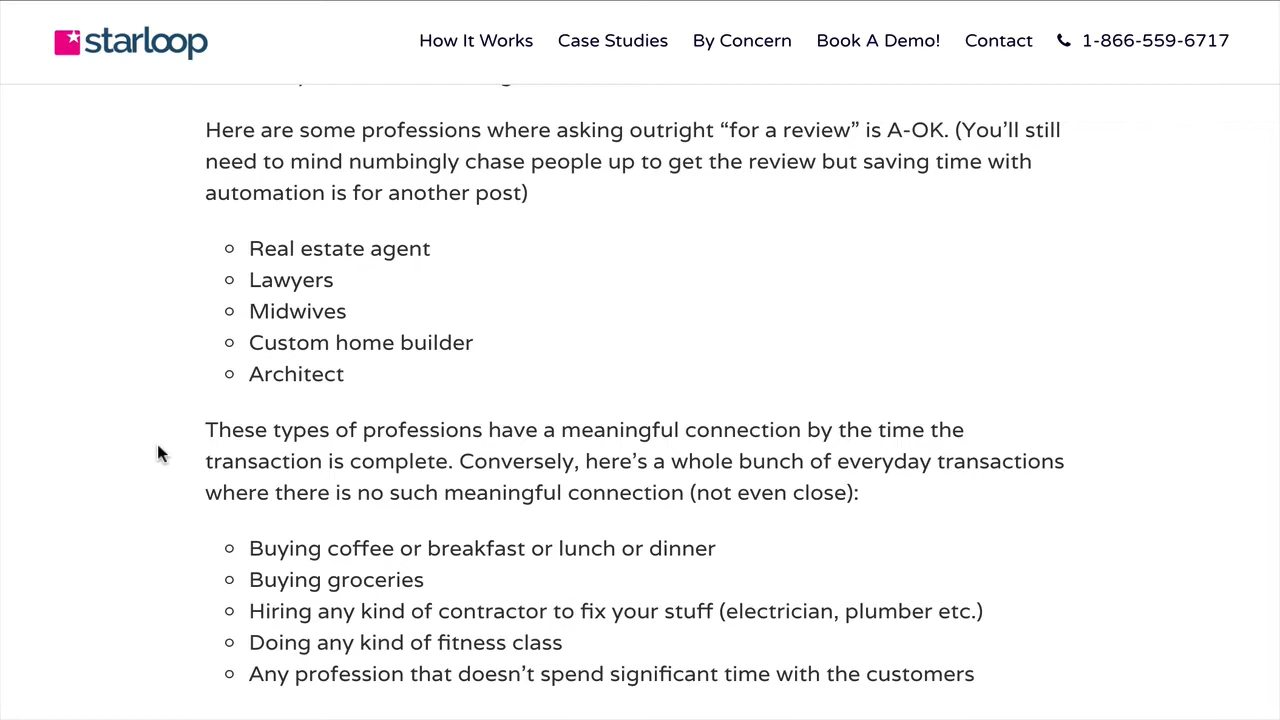 starloop
How It Works Case Studies By Concern Book A Demo! Contact 1-866-559-6717
Here are some professions where asking outright “for a review” is A-OK. (You’ll still
need to mind numbingly chase people up to get the review but saving time with
automation is for another post)
Real estate agent
Lawyers
Midwives
Custom home builder
Architect
These types of professions have a meaningful connection by the time the
transaction is complete. Conversely, here’s a whole bunch of everyday transactions
where there is no such meaningful connection (not even close):
Buying coffee or breakfast or lunch or dinner
Buying groceries
Hiring any kind of contractor to fix your stuff (electrician, plumber etc.)
Doing any kind of fitness class
Any profession that doesn’t spend significant time with the customers